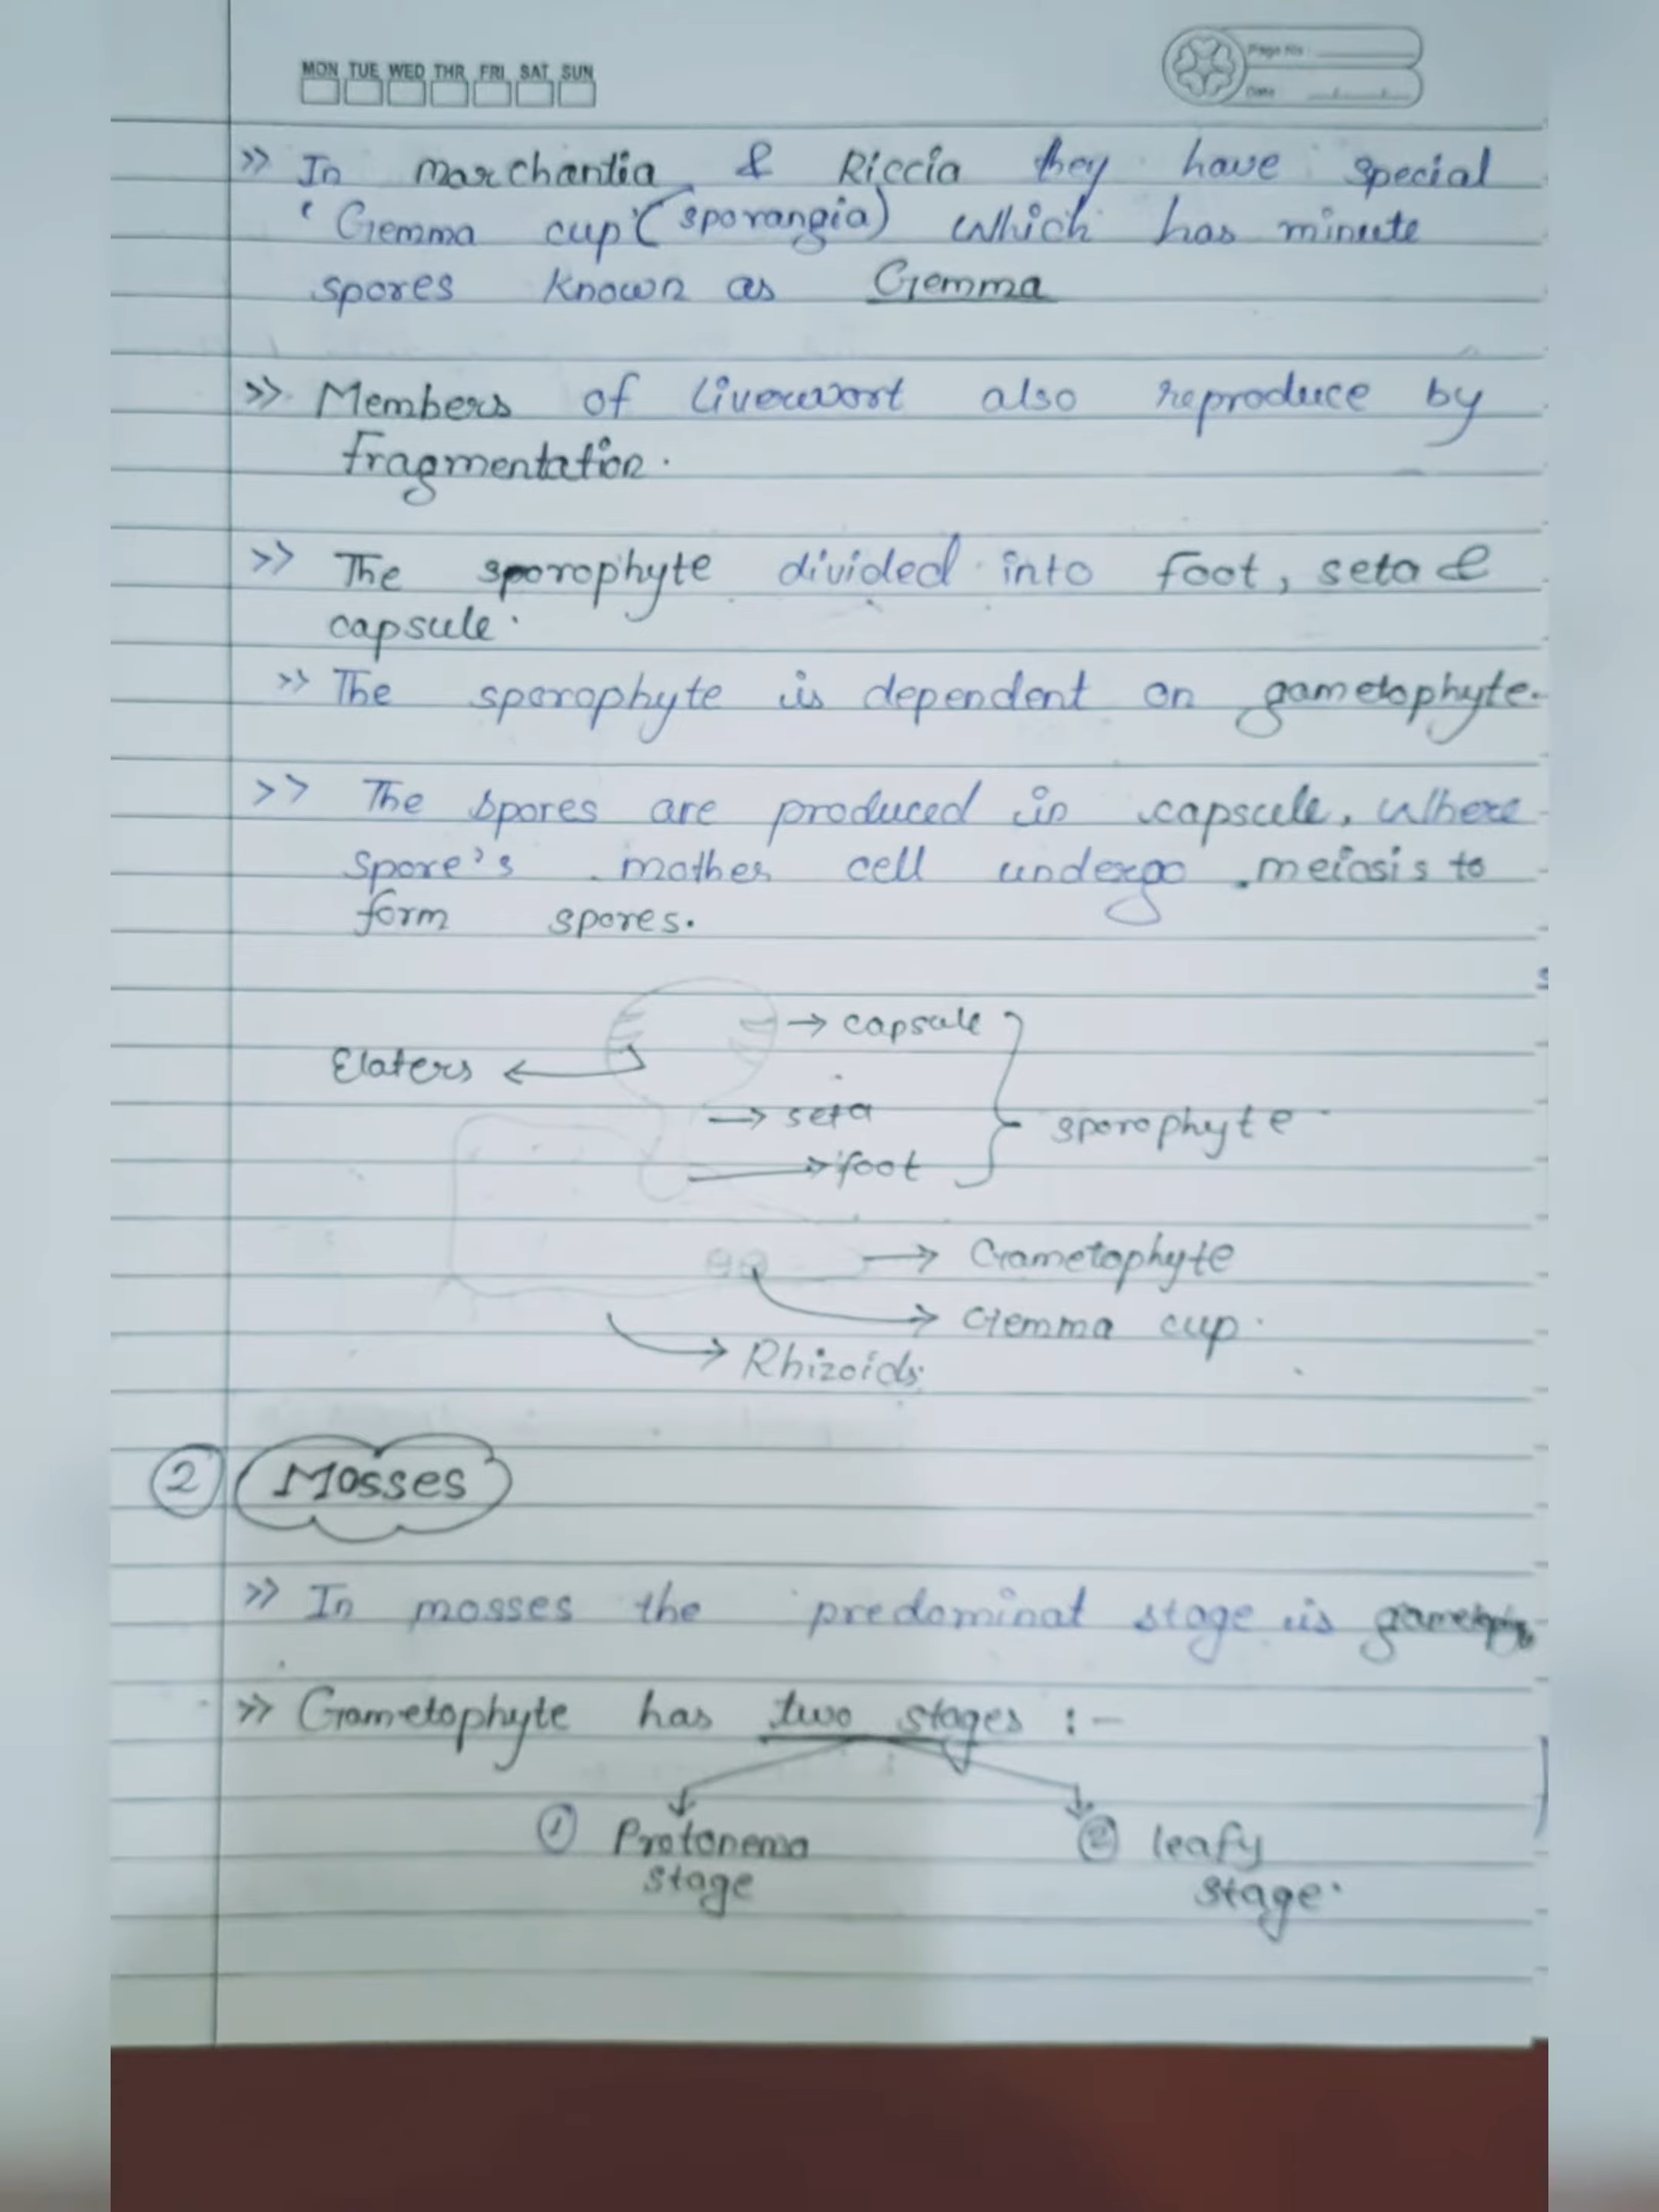 MON TUE WED THR FRI SAT SUN
Page No :
Date
>> In marchantia & Riccia they have special
'Gemma cup' (sporangia) which has minute
spores known as Gemma
>> Members of Liverwort also reproduce by
fragmentation.
>> The sporophyte divided into foot, seta &
capsule.
>> The sporophyte is dependent on gametophyte.
>> The spores are produced in capsule, where
spore's mother cell undergo meiosis to
form spores.
→ capsule
Elaters ←
→ seta
sporophyte
→ foot
→ Gametophyte
→ Gemma cup.
→ Rhizoids.
② Mosses
>> In mosses the predominat stage is
>> Gametophyte has two stages :-
① Protonema ② leafy
stage stage.